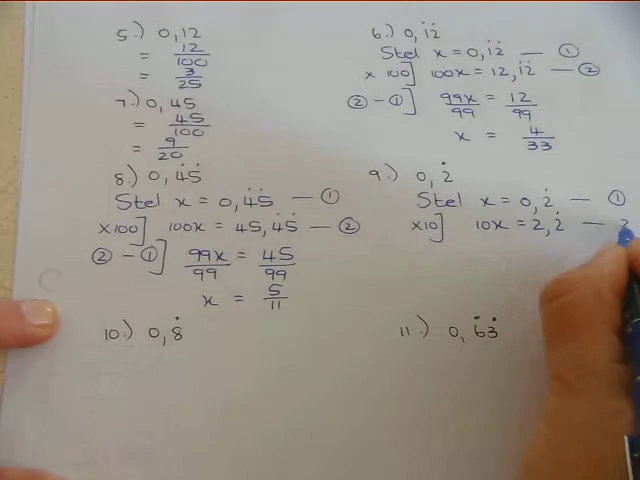 5.) 0,12
= 12/100
= 3/25
7.) 0,45
= 45/100
= 9/20
8.) 0,4̇5̇
Stel x = 0,4̇5̇ — ①
×100] 100x = 45,4̇5̇ — ②
② – ①] 99x/99 = 45/99
x = 5/11
10.) 0,8̇
6.) 0,1̇2̇
Stel x = 0,1̇2̇ — ①
×100] 100x = 12,1̇2̇ — ②
② – ①] 99x/99 = 12/99
x = 4/33
9.) 0,2̇
Stel x = 0,2̇ — ①
×10] 10x = 2,2̇ — 2
11.) 0,6̇3̇